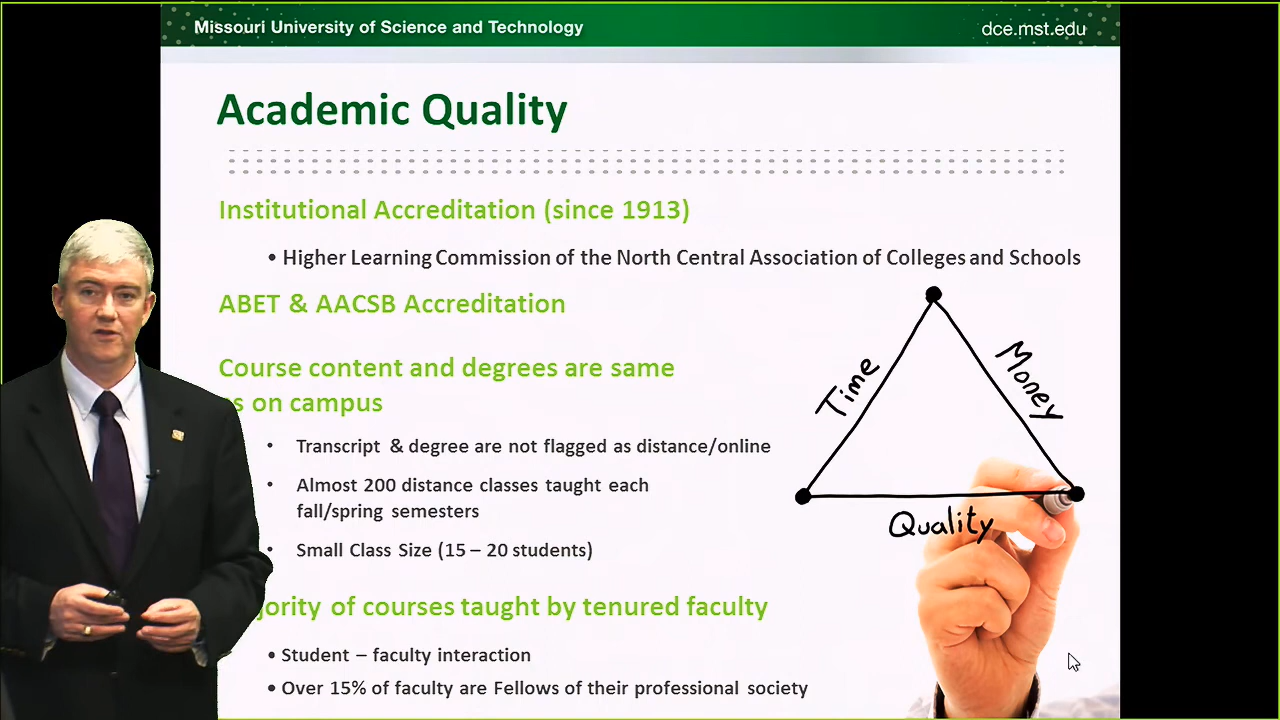 Missouri University of Science and Technology
dce.mst.edu
Academic Quality
Institutional Accreditation (since 1913)
• Higher Learning Commission of the North Central Association of Colleges and Schools
ABET & AACSB Accreditation
Course content and degrees are same
on campus
• Transcript & degree are not flagged as distance/online
• Almost 200 distance classes taught each
fall/spring semesters
• Small Class Size (15 – 20 students)
of courses taught by tenured faculty
• Student – faculty interaction
• Over 15% of faculty are Fellows of their professional society
Time
Money
Quality